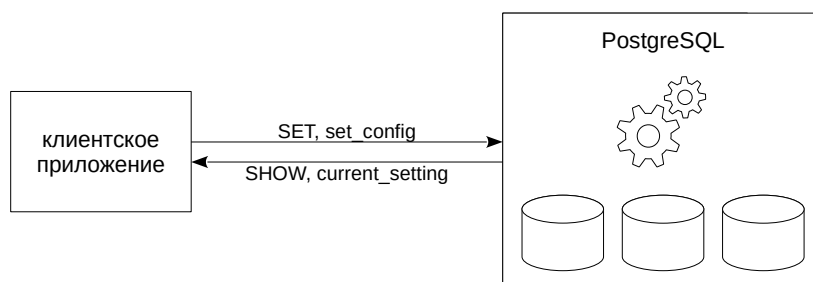 PostgreSQL
клиентское
приложение
SET, set_config
SHOW, current_setting